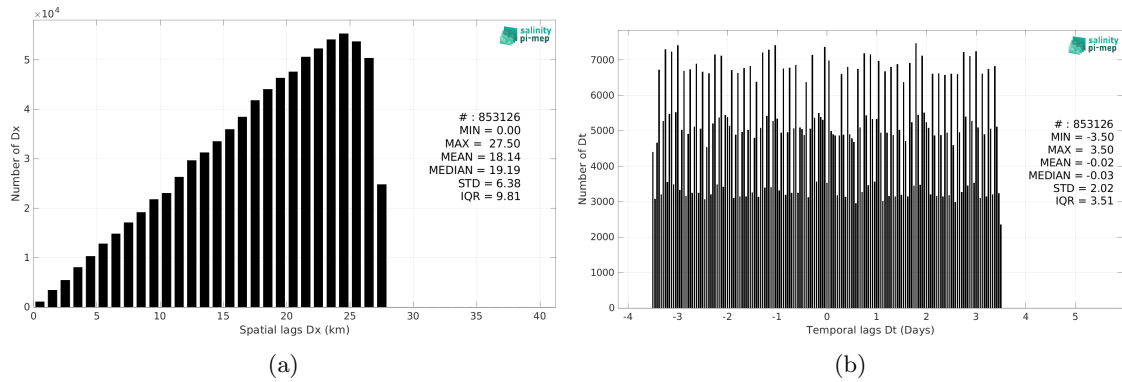 ×10⁴
salinity
pi-mep
5
4
3
2
1
0
Number of Dx
# : 853126
MIN = 0.00
MAX = 27.50
MEAN = 18.14
MEDIAN = 19.19
STD = 6.38
IQR = 9.81
0 5 10 15 20 25 30 35 40
Spatial lags Dx (km)
(a)
salinity
pi-mep
7000
6000
5000
4000
3000
2000
1000
0
Number of Dt
# : 853126
MIN = -3.50
MAX = 3.50
MEAN = -0.02
MEDIAN = -0.03
STD = 2.02
IQR = 3.51
-4 -3 -2 -1 0 1 2 3 4 5
Temporal lags Dt (Days)
(b)